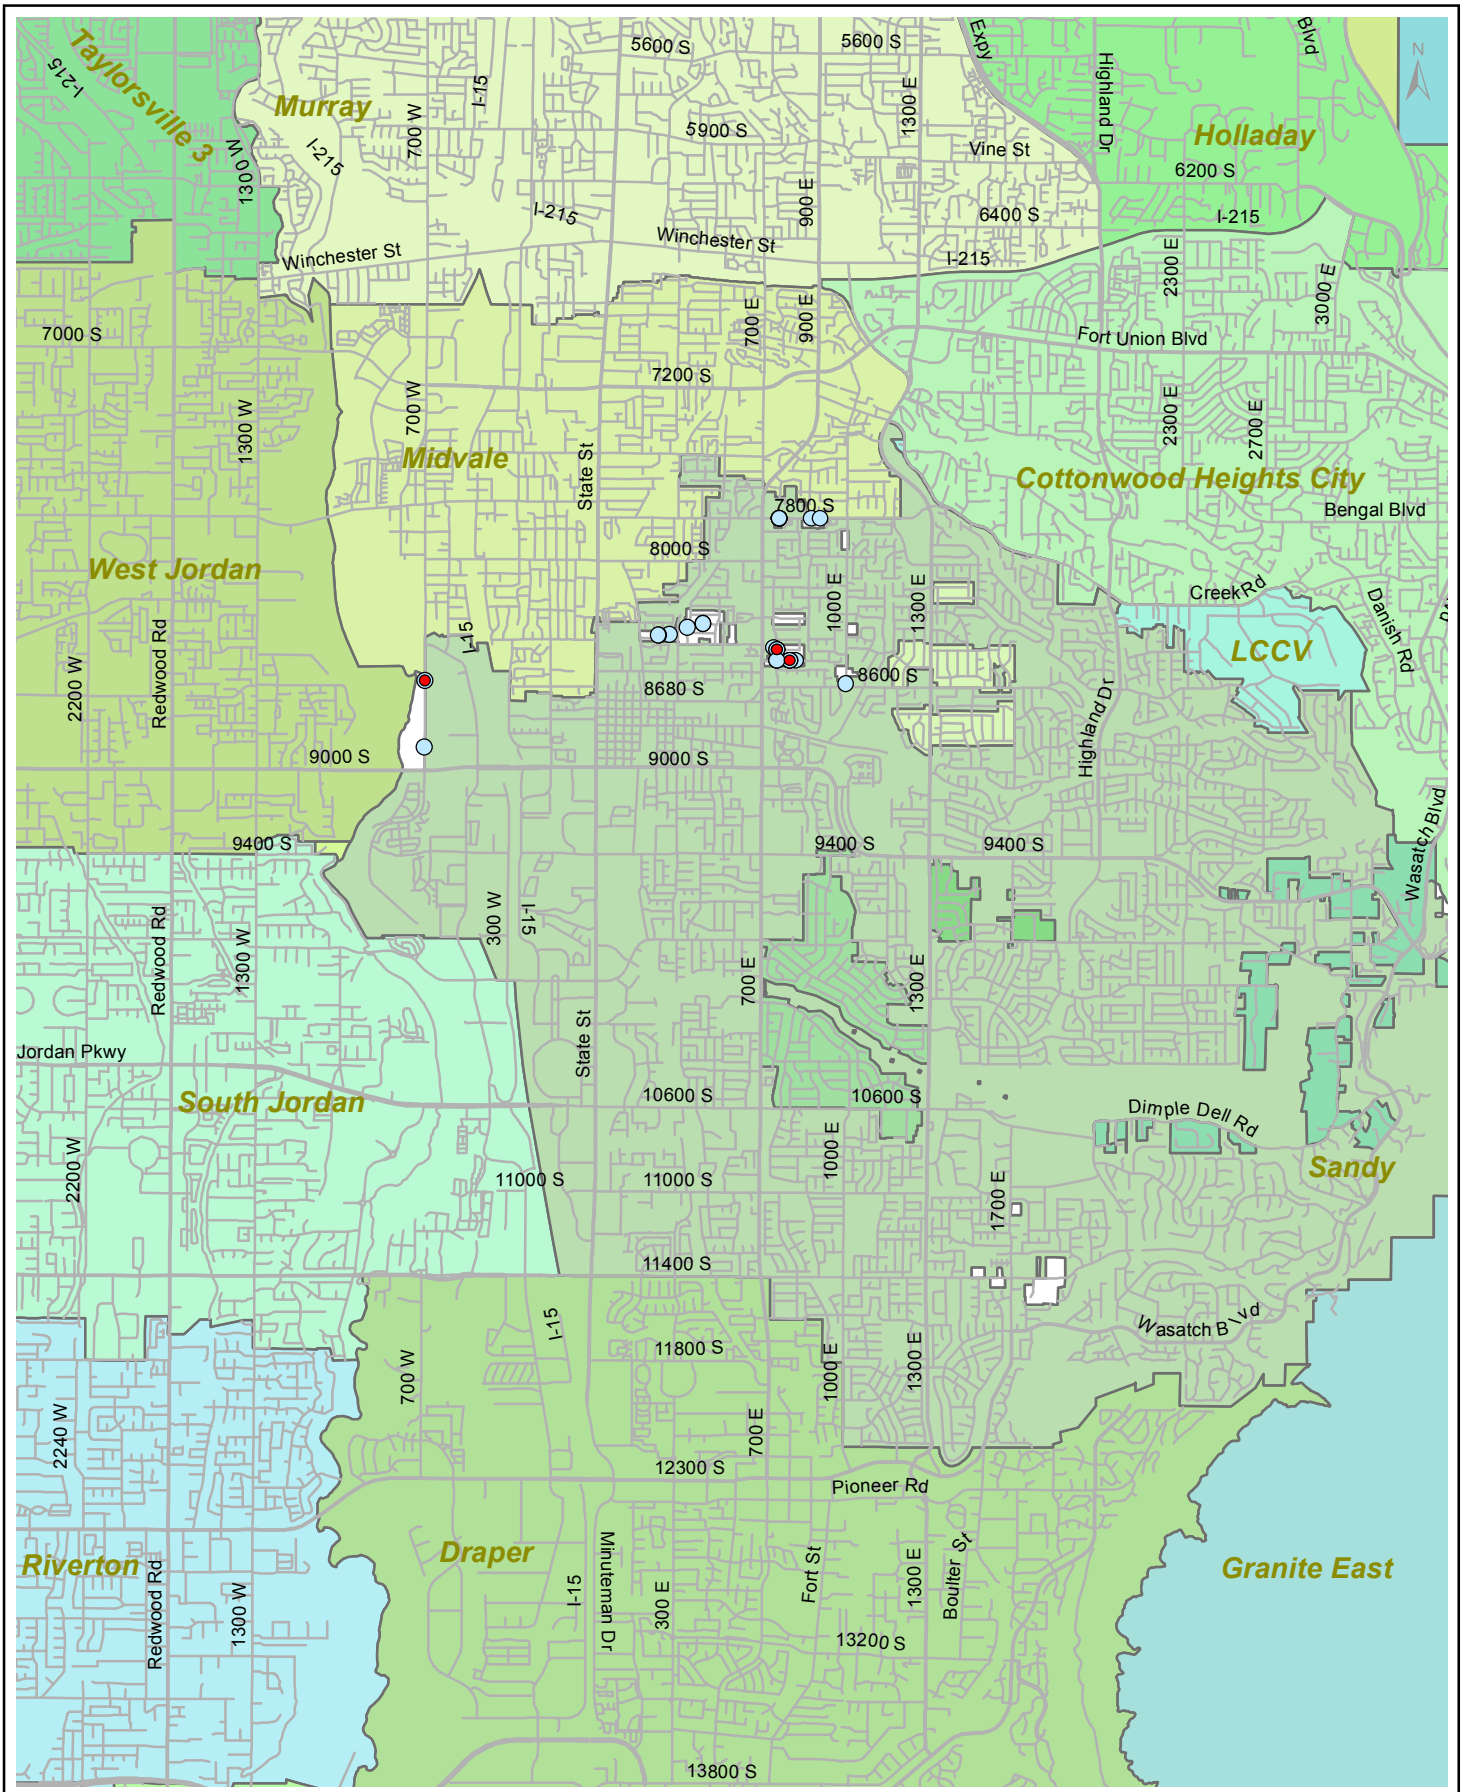 Expy
Blvd
5600 S
5600 S
N
Taylorsville 3
I-215
Murray
I-15
1300 E
Highland Dr
700 W
5900 S
Holladay
1300 W
I-215
Vine St
6200 S
900 E
I-215
6400 S
I-215
Winchester St
Winchester St
I-215
2300 E
3000 E
7000 S
700 E
900 E
Fort Union Blvd
7200 S
1300 W
700 W
2300 E
2700 E
Midvale
State St
Cottonwood Heights City
7800 S
Bengal Blvd
8000 S
West Jordan
Creek Rd
1000 E
1300 E
Danish Rd
Redwood Rd
I-15
LCCV
2200 W
8680 S
8600 S
Highland Dr
9000 S
9000 S
Wasatch Blvd
9400 S
9400 S
9400 S
Redwood Rd
1300 W
300 W
I-15
700 E
1300 E
State St
Jordan Pkwy
South Jordan
10600 S
10600 S
Dimple Dell Rd
2200 W
1000 E
Sandy
11000 S
11000 S
1700 E
11400 S
I-15
Wasatch Blvd
11800 S
700 W
1000 E
1300 E
2240 W
700 E
12300 S
Pioneer Rd
Riverton
Draper
Granite East
Redwood Rd
1300 W
I-15
Minuteman Dr
300 E
Fort St
1300 E
Boulter St
13200 S
13800 S